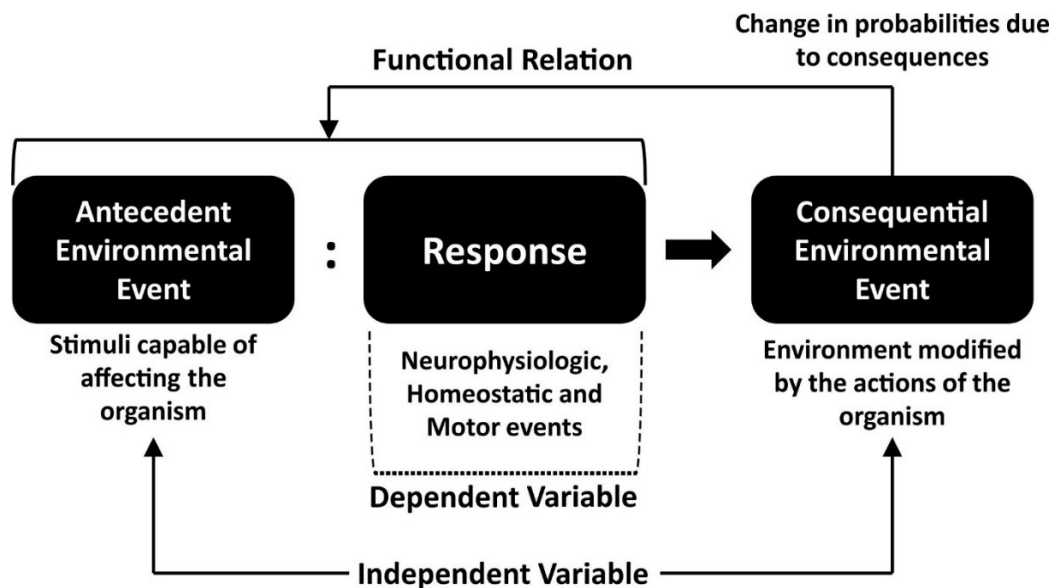 Change in probabilities due
to consequences
Functional Relation
Antecedent
Environmental
Event
:
Response
Consequential
Environmental
Event
Stimuli capable of
affecting the
organism
Neurophysiologic,
Homeostatic and
Motor events
Environment modified
by the actions of the
organism
Dependent Variable
Independent Variable